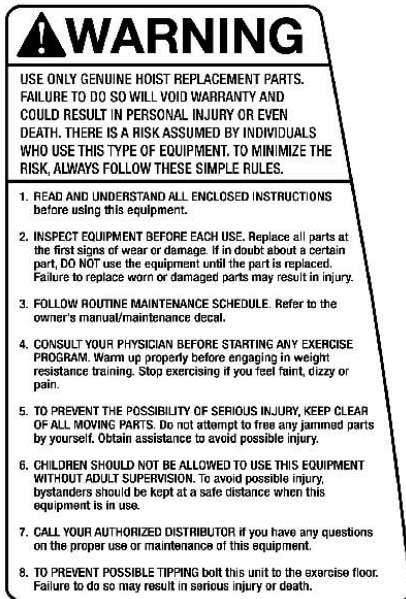 WARNING
USE ONLY GENUINE HOIST REPLACEMENT PARTS.
FAILURE TO DO SO WILL VOID WARRANTY AND
COULD RESULT IN PERSONAL INJURY OR EVEN
DEATH. THERE IS A RISK ASSUMED BY INDIVIDUALS
WHO USE THIS TYPE OF EQUIPMENT. TO MINIMIZE THE
RISK, ALWAYS FOLLOW THESE SIMPLE RULES.
1. READ AND UNDERSTAND ALL ENCLOSED INSTRUCTIONS
before using this equipment.
2. INSPECT EQUIPMENT BEFORE EACH USE. Replace all parts at
the first signs of wear or damage. If in doubt about a certain
part, DO NOT use the equipment until the part is replaced.
Failure to replace worn or damaged parts may result in injury.
3. FOLLOW ROUTINE MAINTENANCE SCHEDULE. Refer to the
owner's manual/maintenance decal.
4. CONSULT YOUR PHYSICIAN BEFORE STARTING ANY EXERCISE
PROGRAM. Warm up properly before engaging in weight
resistance training. Stop exercising if you feel faint, dizzy or
pain.
5. TO PREVENT THE POSSIBILITY OF SERIOUS INJURY, KEEP CLEAR
OF ALL MOVING PARTS. Do not attempt to free any jammed parts
by yourself. Obtain assistance to avoid possible injury.
6. CHILDREN SHOULD NOT BE ALLOWED TO USE THIS EQUIPMENT
WITHOUT ADULT SUPERVISION. To avoid possible injury,
bystanders should be kept at a safe distance when this
equipment is in use.
7. CALL YOUR AUTHORIZED DISTRIBUTOR if you have any questions
on the proper use or maintenance of this equipment.
8. TO PREVENT POSSIBLE TIPPING bolt this unit to the exercise floor.
Failure to do so may result in serious injury or death.